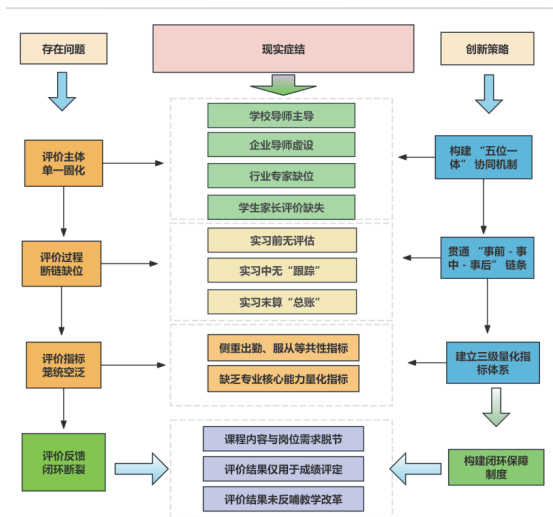 存在问题
现实症结
创新策略
学校导师主导
企业导师虚设
行业专家缺位
学生家长评价缺失
评价主体
单一固化
构建“五位一
体”协同机制
实习前无评估
实习中无“跟踪”
实习末算“总账”
评价过程
断链缺位
贯通“事前-事
中-事后”链条
侧重出勤、服从等共性指标
缺乏专业核心能力量化指标
评价指标
笼统空泛
建立三级量化指
标体系
课程内容与岗位需求脱节
评价结果仅用于成绩评定
评价结果未反哺教学改革
评价反馈
闭环断裂
构建闭环保障
制度